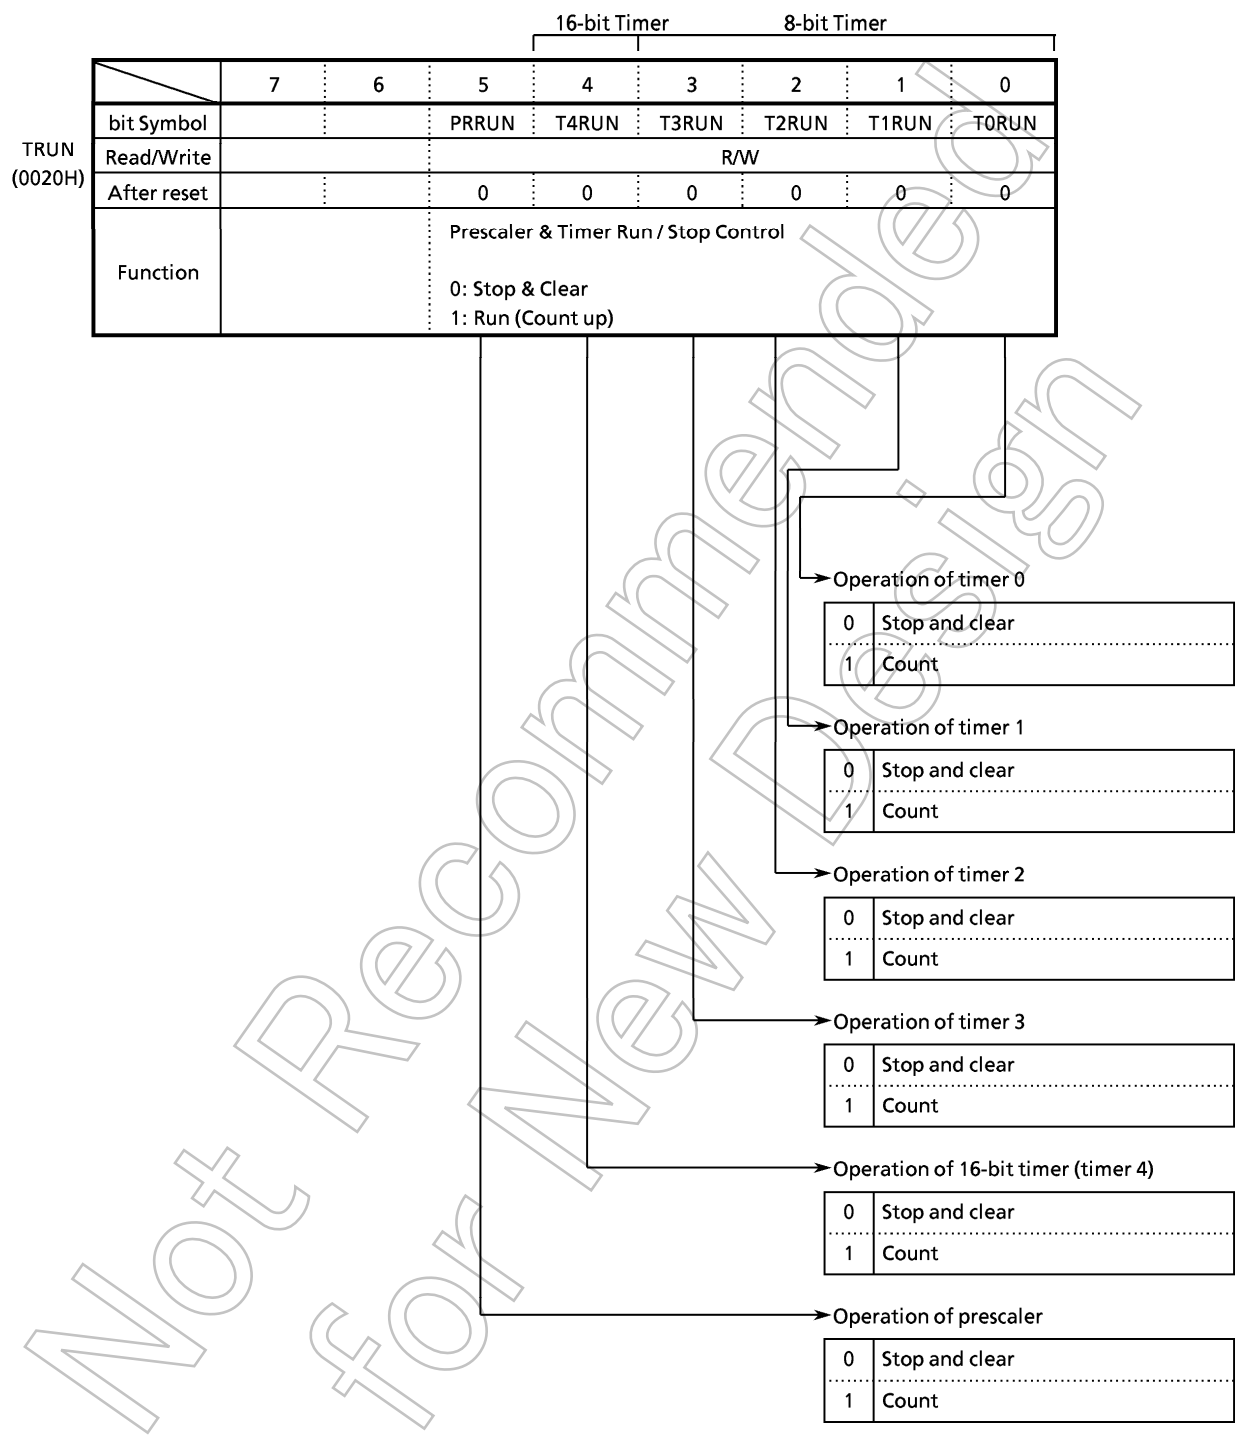 16-bit Timer 8-bit Timer
7 6 5 4 3 2 1 0
bit Symbol PRRUN T4RUN T3RUN T2RUN T1RUN T0RUN
TRUN
(0020H)
Read/Write R/W
After reset 0 0 0 0 0 0
Function
Prescaler & Timer Run / Stop Control
0: Stop & Clear
1: Run (Count up)
Operation of timer 0
0 Stop and clear
1 Count
Operation of timer 1
0 Stop and clear
1 Count
Operation of timer 2
0 Stop and clear
1 Count
Operation of timer 3
0 Stop and clear
1 Count
Operation of 16-bit timer (timer 4)
0 Stop and clear
1 Count
Operation of prescaler
0 Stop and clear
1 Count
Not Recommended
for New Design